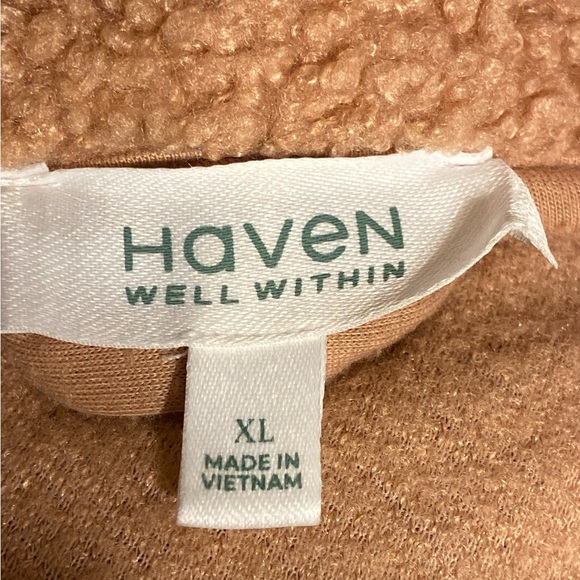 HaVeN
WELL WITHIN
XL
MADE IN
VIETNAM